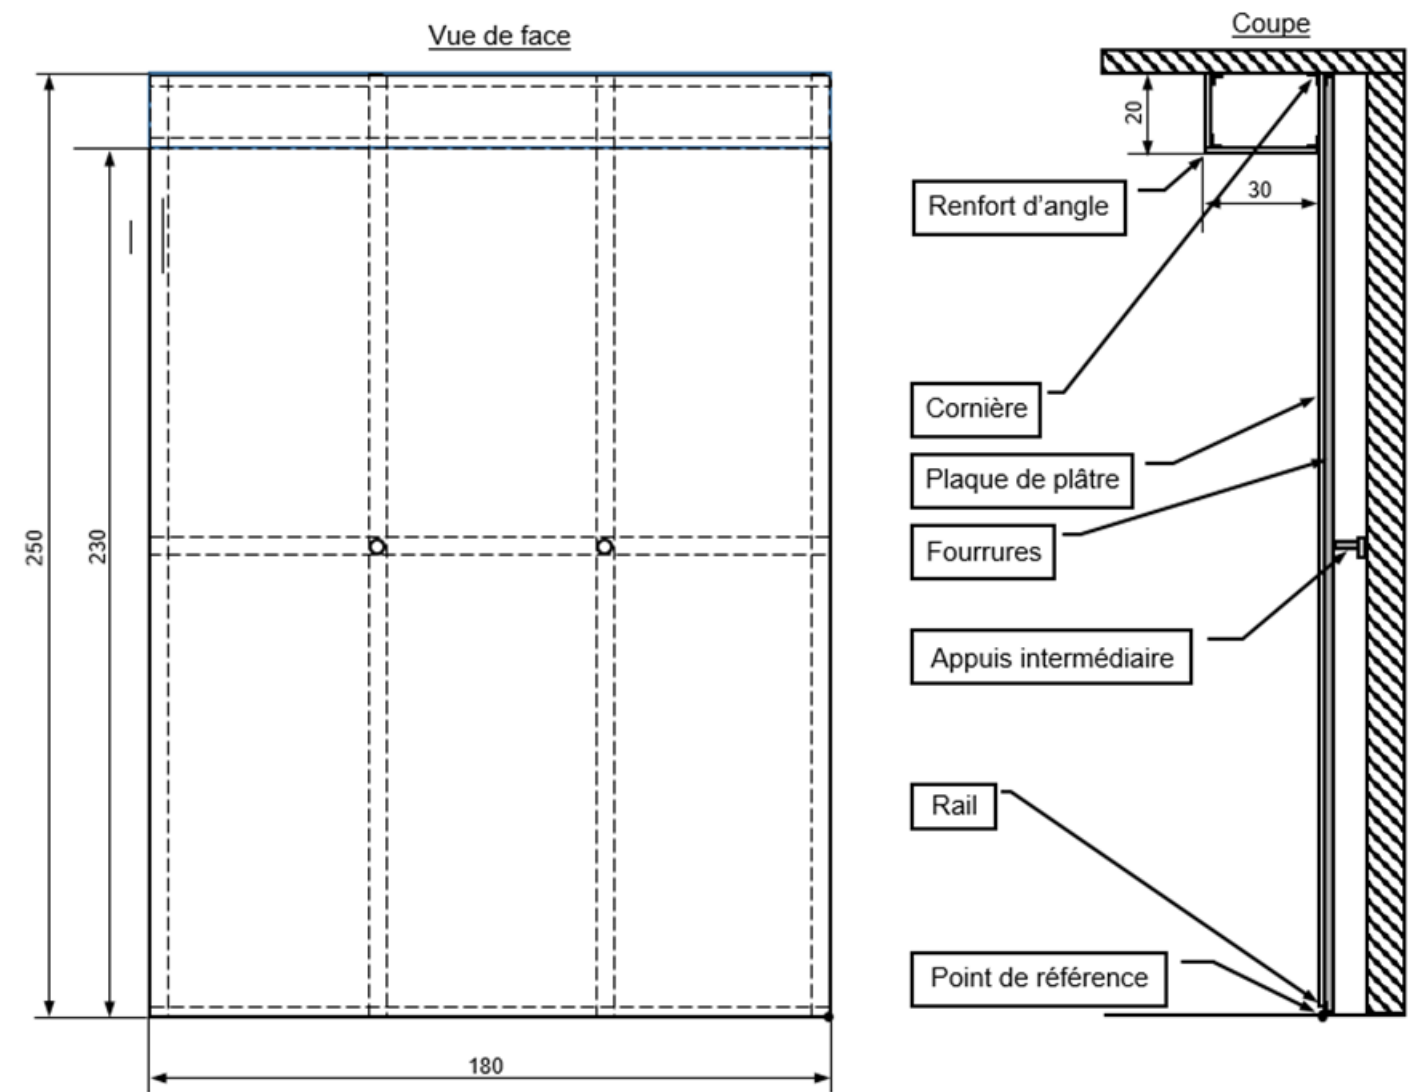 Vue de face
Coupe
20
Renfort d'angle
30
Cornière
Plaque de plâtre
250
230
Fourrures
Appuis intermédiaire
Rail
Point de référence
180